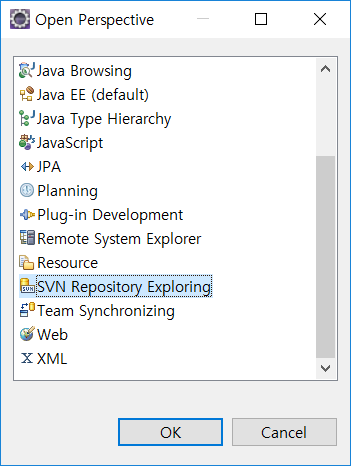 Open Perspective
Java Browsing
Java EE (default)
Java Type Hierarchy
JavaScript
JPA
Planning
Plug-in Development
Remote System Explorer
Resource
SVN Repository Exploring
Team Synchronizing
Web
XML
OK
Cancel